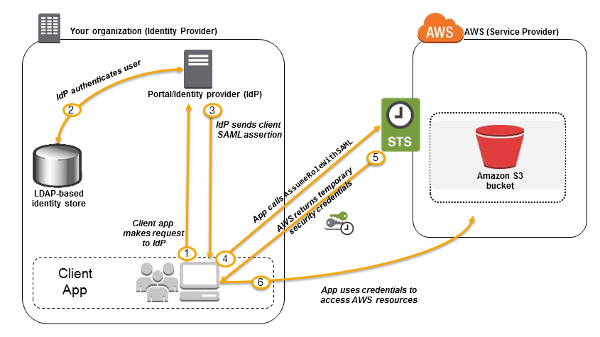 Your organization (Identity Provider)
AWS
AWS (Service Provider)
IdP authenticates user
2
Portal/Identity provider (IdP)
3
IdP sends client
SAML assertion
STS
App calls AssumeRoleWithSAML
5
AWS returns temporary
security credentials
Amazon S3
bucket
LDAP-based
identity store
Client app
makes request
to IdP
1
4
Client
App
6
App uses credentials to
access AWS resources